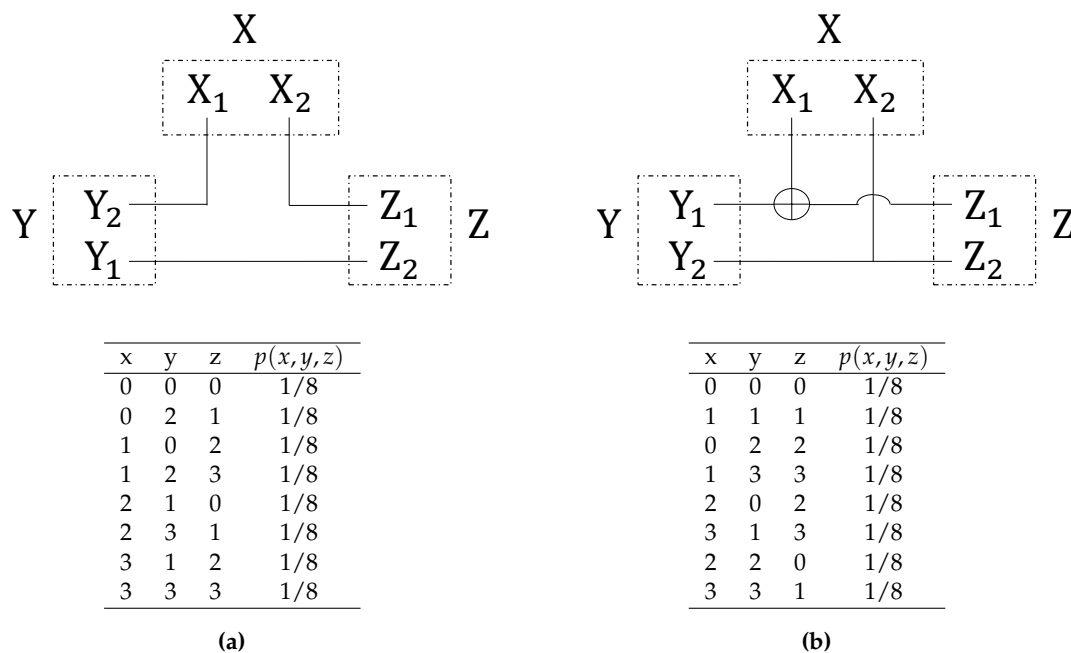 X
X₁ X₂
Y Y₂ Z₁ Z
Y₁ Z₂
x y z p(x, y, z)
0 0 0 1/8
0 2 1 1/8
1 0 2 1/8
1 2 3 1/8
2 1 0 1/8
2 3 1 1/8
3 1 2 1/8
3 3 3 1/8
(a)
X
X₁ X₂
Y Y₁ Z₁ Z
Y₂ Z₂
x y z p(x, y, z)
0 0 0 1/8
1 1 1 1/8
0 2 2 1/8
1 3 3 1/8
2 0 2 1/8
3 1 3 1/8
2 2 0 1/8
3 3 1 1/8
(b)